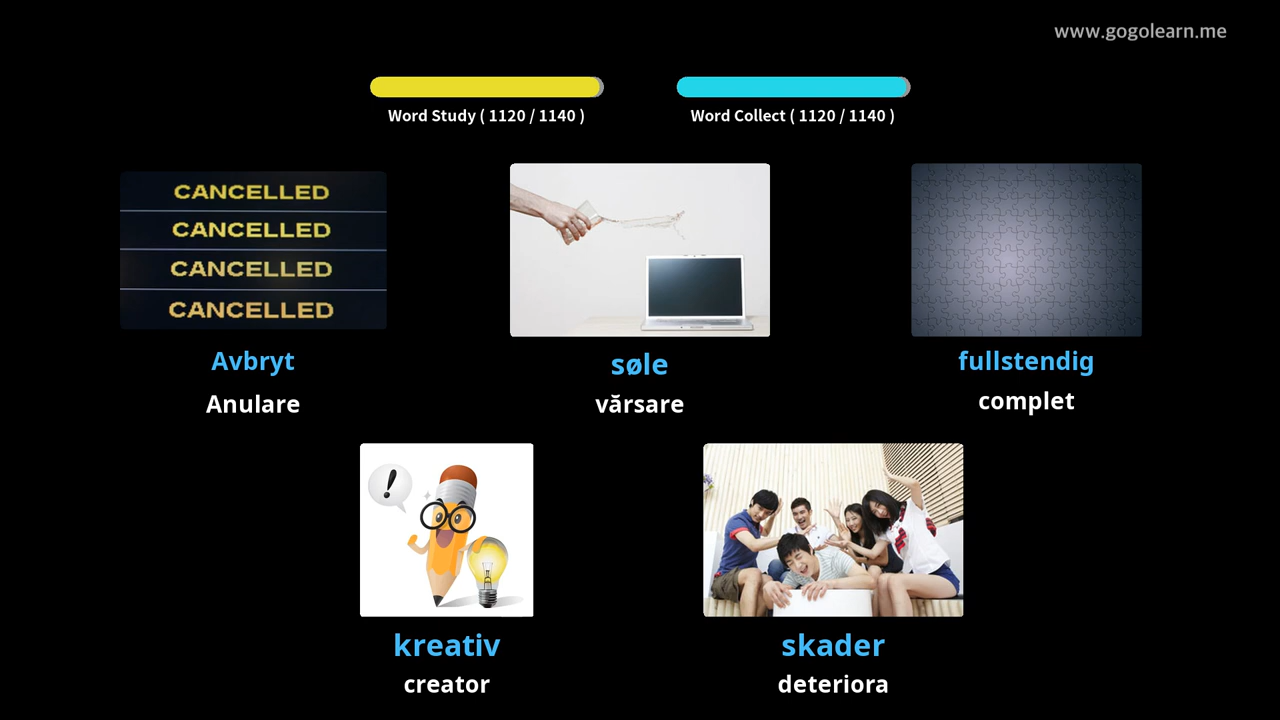 www.gogolearn.me
Word Study ( 1120 / 1140 )
Word Collect ( 1120 / 1140 )
CANCELLED
CANCELLED
CANCELLED
CANCELLED
Avbryt
Anulare
søle
vărsare
fullstendig
complet
!
kreativ
creator
skader
deteriora